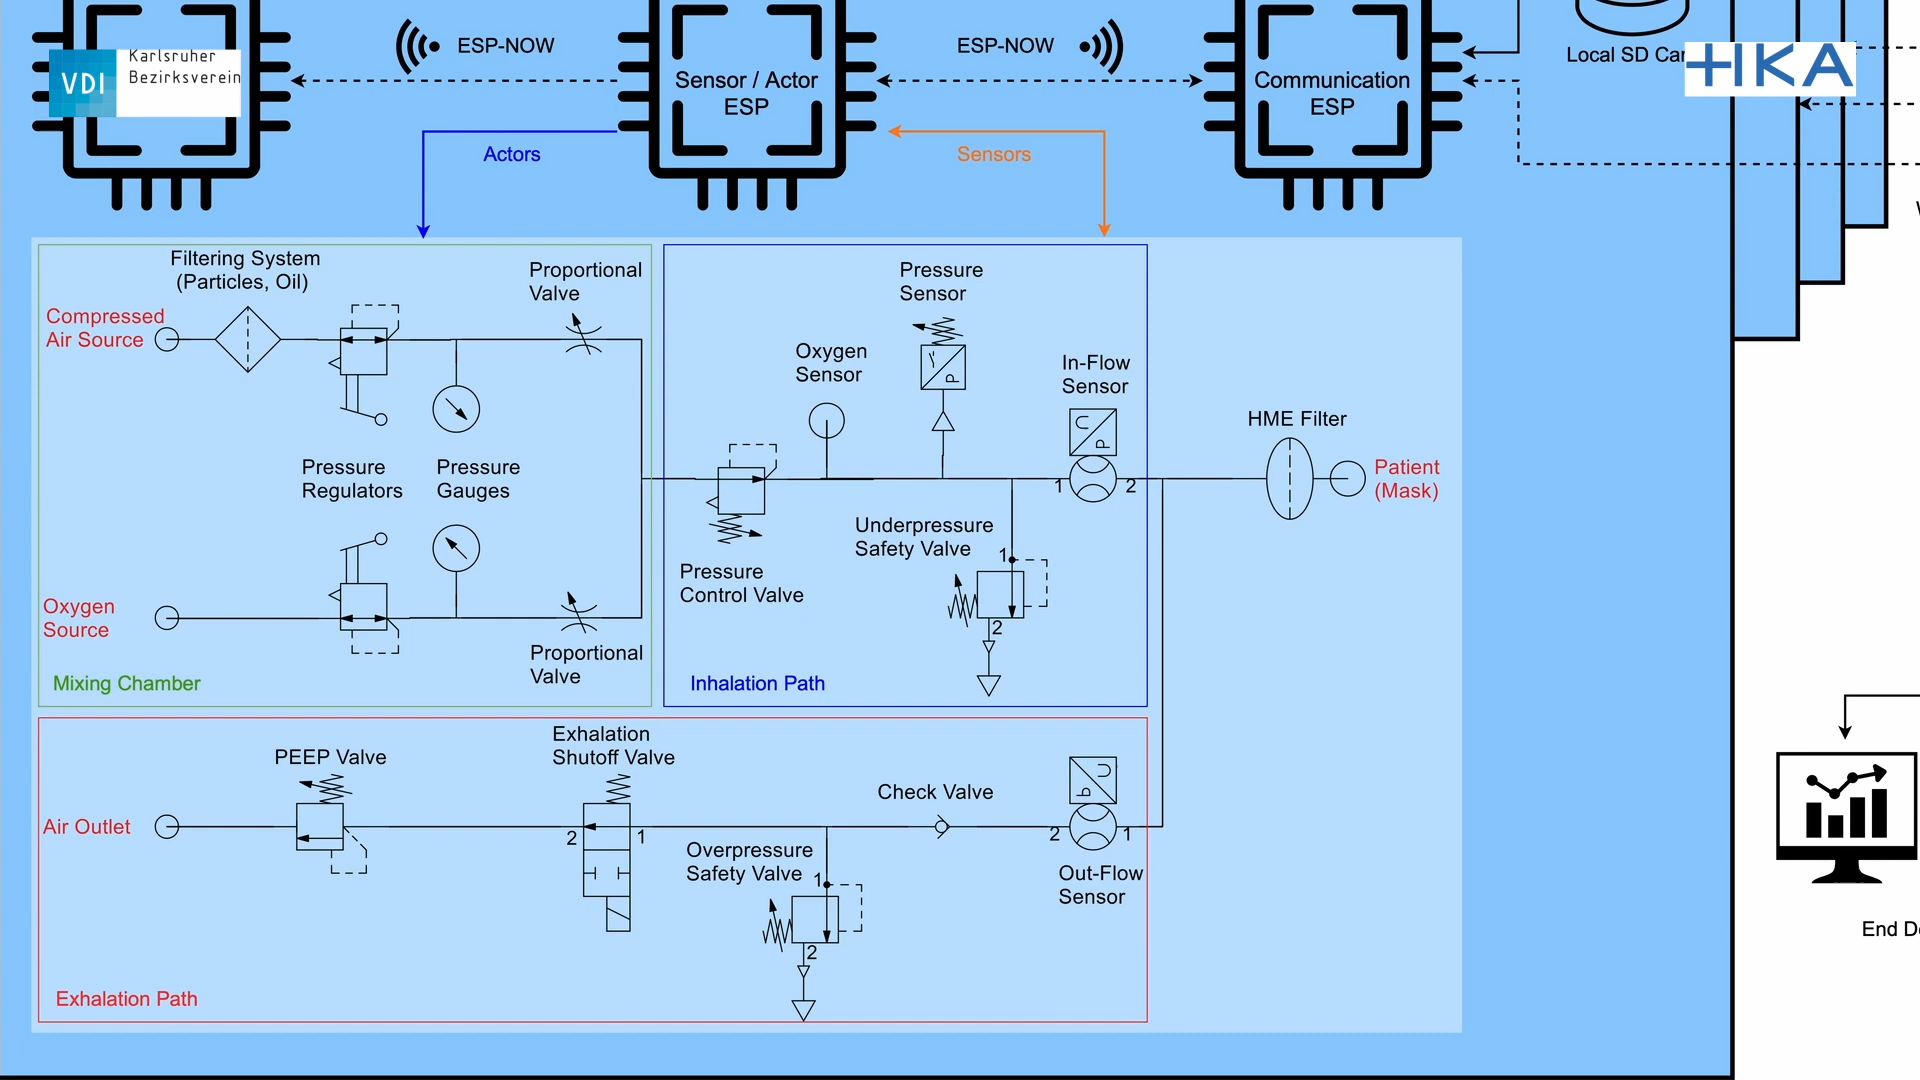 VDI
Karlsruher
Bezirksverein
ESP-NOW
Sensor / Actor
ESP
ESP-NOW
Communication
ESP
Local SD Car
HKA
Actors
Sensors
Filtering System
(Particles, Oil)
Compressed
Air Source
Proportional
Valve
Pressure
Regulators
Pressure
Gauges
Oxygen
Source
Proportional
Valve
Mixing Chamber
Pressure
Sensor
Oxygen
Sensor
P
In-Flow
Sensor
P
1
2
Pressure
Control Valve
Underpressure
Safety Valve
1
2
Inhalation Path
HME Filter
Patient
(Mask)
PEEP Valve
Exhalation
Shutoff Valve
Air Outlet
2
1
Check Valve
Overpressure
Safety Valve
1
2
2
1
Out-Flow
Sensor
Exhalation Path
End De